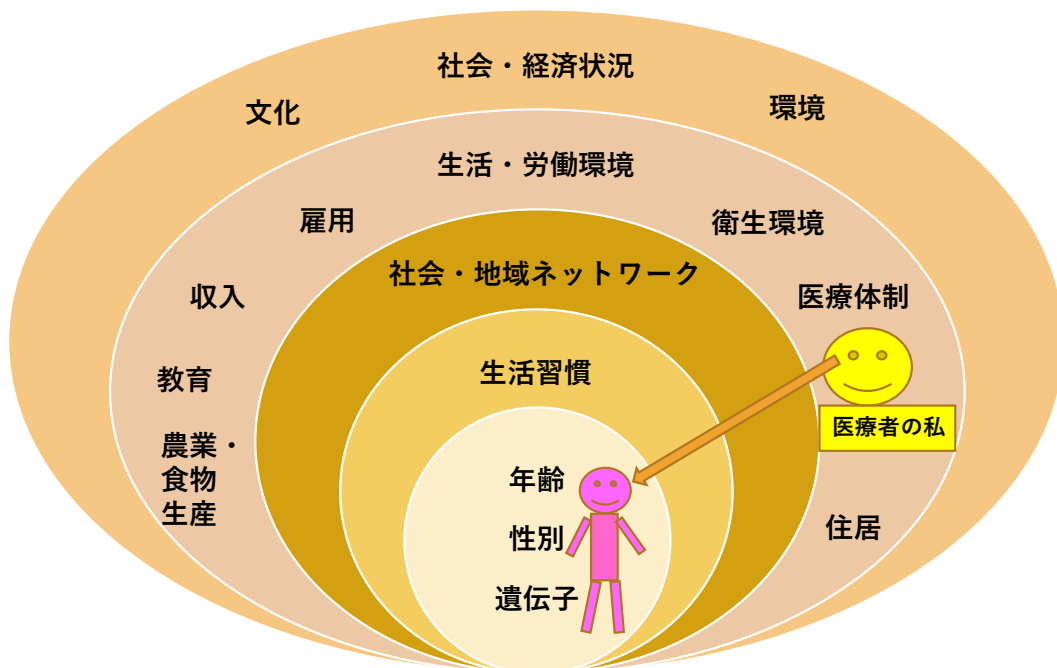 社会・経済状況
文化
環境
生活・労働環境
雇用
衛生環境
社会・地域ネットワーク
収入
医療体制
生活習慣
教育
医療者の私
農業・
食物
生産
年齢
住居
性別
遺伝子